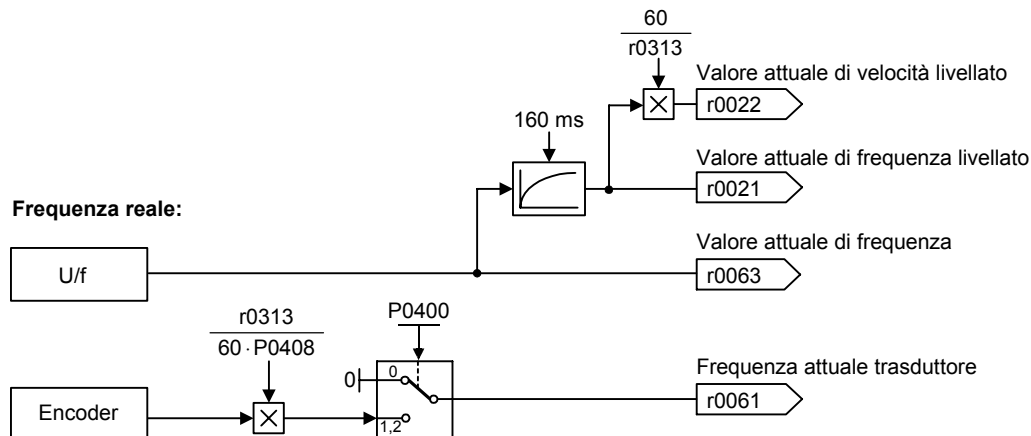 60
r0313
Valore attuale di velocità livellato
r0022
160 ms
Valore attuale di frequenza livellato
r0021
Frequenza reale:
Valore attuale di frequenza
U/f
r0063
r0313
60 · P0408
P0400
Frequenza attuale trasduttore
0
0
Encoder
r0061
1,2